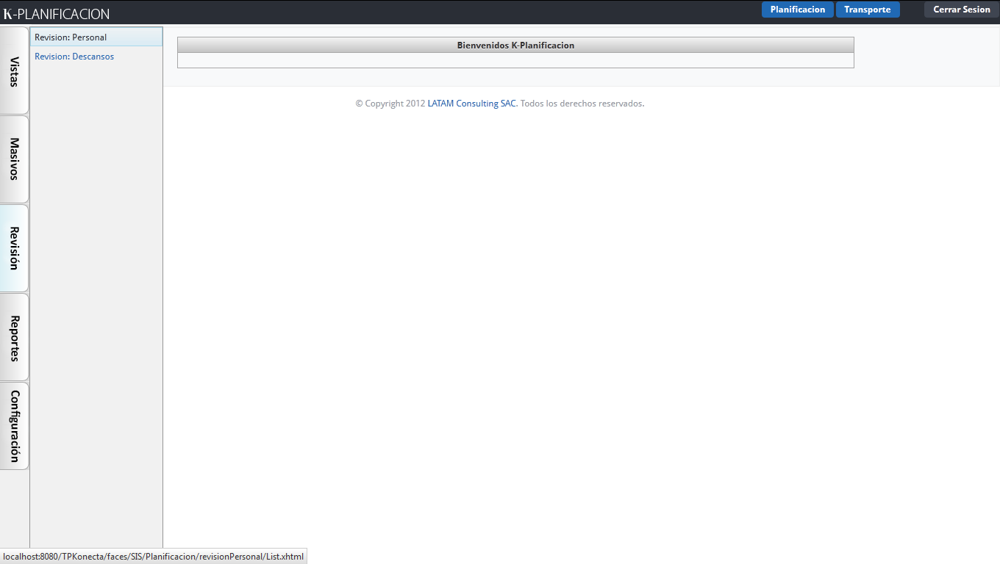 K-PLANIFICACION
Planificacion
Transporte
Cerrar Sesion
Vistas
Masivos
Revisión
Reportes
Configuración
Revision: Personal
Revision: Descansos
Bienvenidos K-Planificacion
© Copyright 2012 LATAM Consulting SAC. Todos los derechos reservados.
localhost:8080/TPKonecta/faces/SIS/Planificacion/revisionPersonal/List.xhtml